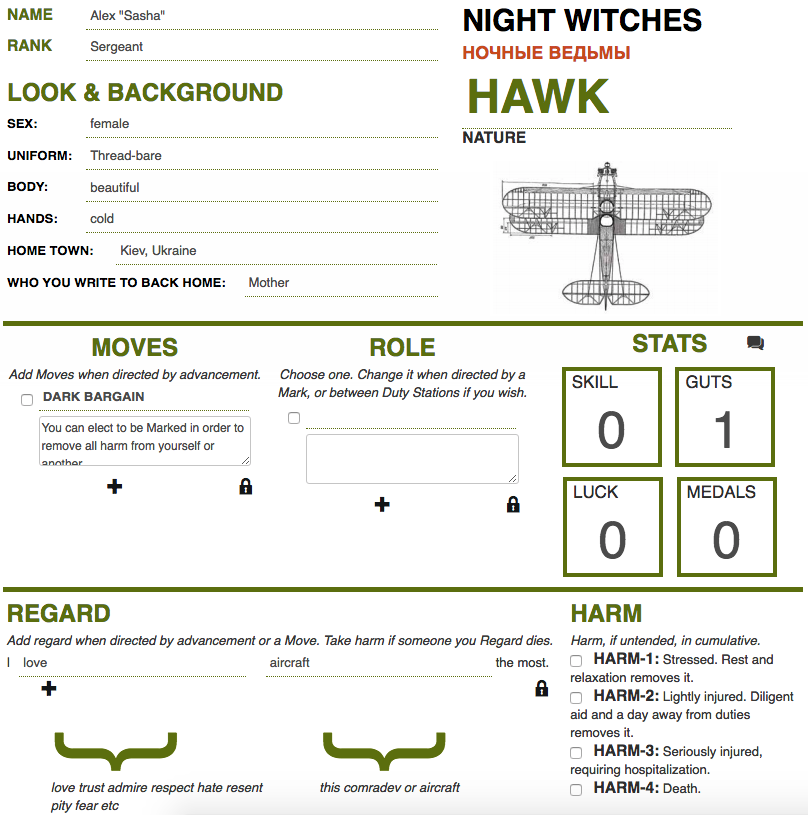 NAME Alex "Sasha"
RANK Sergeant
NIGHT WITCHES
НОЧНЫЕ ВЕДЬМЫ
HAWK
NATURE
LOOK & BACKGROUND
SEX: female
UNIFORM: Thread-bare
BODY: beautiful
HANDS: cold
HOME TOWN: Kiev, Ukraine
WHO YOU WRITE TO BACK HOME: Mother
MOVES
Add Moves when directed by advancement.
DARK BARGAIN
You can elect to be Marked in order to
remove all harm from yourself or
another
ROLE
Choose one. Change it when directed by a
Mark, or between Duty Stations if you wish.
STATS
SKILL
0
GUTS
1
LUCK
0
MEDALS
0
REGARD
Add regard when directed by advancement or a Move. Take harm if someone you Regard dies.
I love aircraft the most.
love trust admire respect hate resent
pity fear etc
this comradev or aircraft
HARM
Harm, if untended, in cumulative.
HARM-1: Stressed. Rest and
relaxation removes it.
HARM-2: Lightly injured. Diligent
aid and a day away from duties
removes it.
HARM-3: Seriously injured,
requiring hospitalization.
HARM-4: Death.